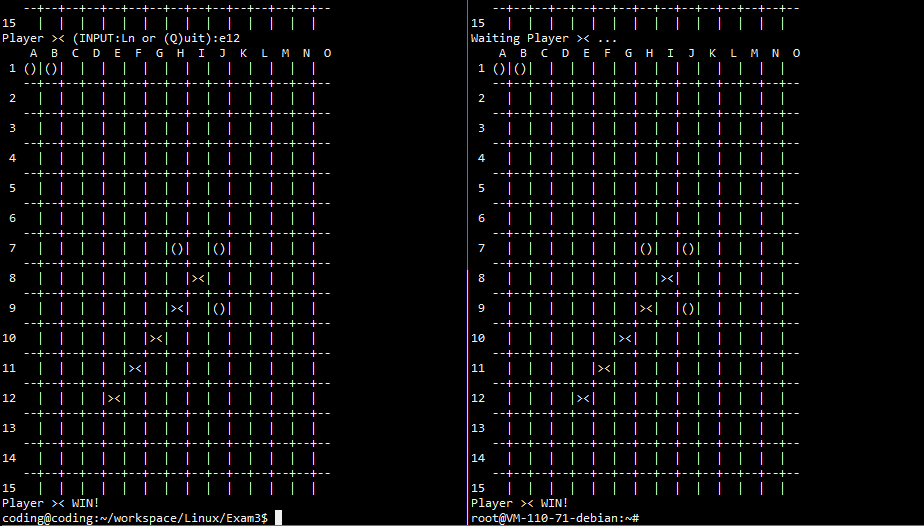 --+--+--+--+--+--+--+--+--+--+--+--+--+--+--
15   |  |  |  |  |  |  |  |  |  |  |  |  |  |
Player >< (INPUT:Ln or (Q)uit):e12
    A  B  C  D  E  F  G  H  I  J  K  L  M  N  O
 1 ()|()|  |  |  |  |  |  |  |  |  |  |  |  |
   --+--+--+--+--+--+--+--+--+--+--+--+--+--+--
 2   |  |  |  |  |  |  |  |  |  |  |  |  |  |
   --+--+--+--+--+--+--+--+--+--+--+--+--+--+--
 3   |  |  |  |  |  |  |  |  |  |  |  |  |  |
   --+--+--+--+--+--+--+--+--+--+--+--+--+--+--
 4   |  |  |  |  |  |  |  |  |  |  |  |  |  |
   --+--+--+--+--+--+--+--+--+--+--+--+--+--+--
 5   |  |  |  |  |  |  |  |  |  |  |  |  |  |
   --+--+--+--+--+--+--+--+--+--+--+--+--+--+--
 6   |  |  |  |  |  |  |  |  |  |  |  |  |  |
   --+--+--+--+--+--+--+--+--+--+--+--+--+--+--
 7   |  |  |  |  |  |  |()|  |()|  |  |  |  |
   --+--+--+--+--+--+--+--+--+--+--+--+--+--+--
 8   |  |  |  |  |  |  |  |><|  |  |  |  |  |
   --+--+--+--+--+--+--+--+--+--+--+--+--+--+--
 9   |  |  |  |  |  |  |><|  |()|  |  |  |  |
   --+--+--+--+--+--+--+--+--+--+--+--+--+--+--
10   |  |  |  |  |  |><|  |  |  |  |  |  |  |
   --+--+--+--+--+--+--+--+--+--+--+--+--+--+--
11   |  |  |  |  |><|  |  |  |  |  |  |  |  |
   --+--+--+--+--+--+--+--+--+--+--+--+--+--+--
12   |  |  |  |><|  |  |  |  |  |  |  |  |  |
   --+--+--+--+--+--+--+--+--+--+--+--+--+--+--
13   |  |  |  |  |  |  |  |  |  |  |  |  |  |
   --+--+--+--+--+--+--+--+--+--+--+--+--+--+--
14   |  |  |  |  |  |  |  |  |  |  |  |  |  |
   --+--+--+--+--+--+--+--+--+--+--+--+--+--+--
15   |  |  |  |  |  |  |  |  |  |  |  |  |  |
Player >< WIN!
coding@coding:~/workspace/Linux/Exam3$
   --+--+--+--+--+--+--+--+--+--+--+--+--+--+--
15   |  |  |  |  |  |  |  |  |  |  |  |  |  |
Waiting Player >< ...
    A  B  C  D  E  F  G  H  I  J  K  L  M  N  O
 1 ()|()|  |  |  |  |  |  |  |  |  |  |  |  |
   --+--+--+--+--+--+--+--+--+--+--+--+--+--+--
 2   |  |  |  |  |  |  |  |  |  |  |  |  |  |
   --+--+--+--+--+--+--+--+--+--+--+--+--+--+--
 3   |  |  |  |  |  |  |  |  |  |  |  |  |  |
   --+--+--+--+--+--+--+--+--+--+--+--+--+--+--
 4   |  |  |  |  |  |  |  |  |  |  |  |  |  |
   --+--+--+--+--+--+--+--+--+--+--+--+--+--+--
 5   |  |  |  |  |  |  |  |  |  |  |  |  |  |
   --+--+--+--+--+--+--+--+--+--+--+--+--+--+--
 6   |  |  |  |  |  |  |  |  |  |  |  |  |  |
   --+--+--+--+--+--+--+--+--+--+--+--+--+--+--
 7   |  |  |  |  |  |  |()|  |()|  |  |  |  |
   --+--+--+--+--+--+--+--+--+--+--+--+--+--+--
 8   |  |  |  |  |  |  |  |><|  |  |  |  |  |
   --+--+--+--+--+--+--+--+--+--+--+--+--+--+--
 9   |  |  |  |  |  |  |><|  |()|  |  |  |  |
   --+--+--+--+--+--+--+--+--+--+--+--+--+--+--
10   |  |  |  |  |  |><|  |  |  |  |  |  |  |
   --+--+--+--+--+--+--+--+--+--+--+--+--+--+--
11   |  |  |  |  |><|  |  |  |  |  |  |  |  |
   --+--+--+--+--+--+--+--+--+--+--+--+--+--+--
12   |  |  |  |><|  |  |  |  |  |  |  |  |  |
   --+--+--+--+--+--+--+--+--+--+--+--+--+--+--
13   |  |  |  |  |  |  |  |  |  |  |  |  |  |
   --+--+--+--+--+--+--+--+--+--+--+--+--+--+--
14   |  |  |  |  |  |  |  |  |  |  |  |  |  |
   --+--+--+--+--+--+--+--+--+--+--+--+--+--+--
15   |  |  |  |  |  |  |  |  |  |  |  |  |  |
Player >< WIN!
root@VM-110-71-debian:~#